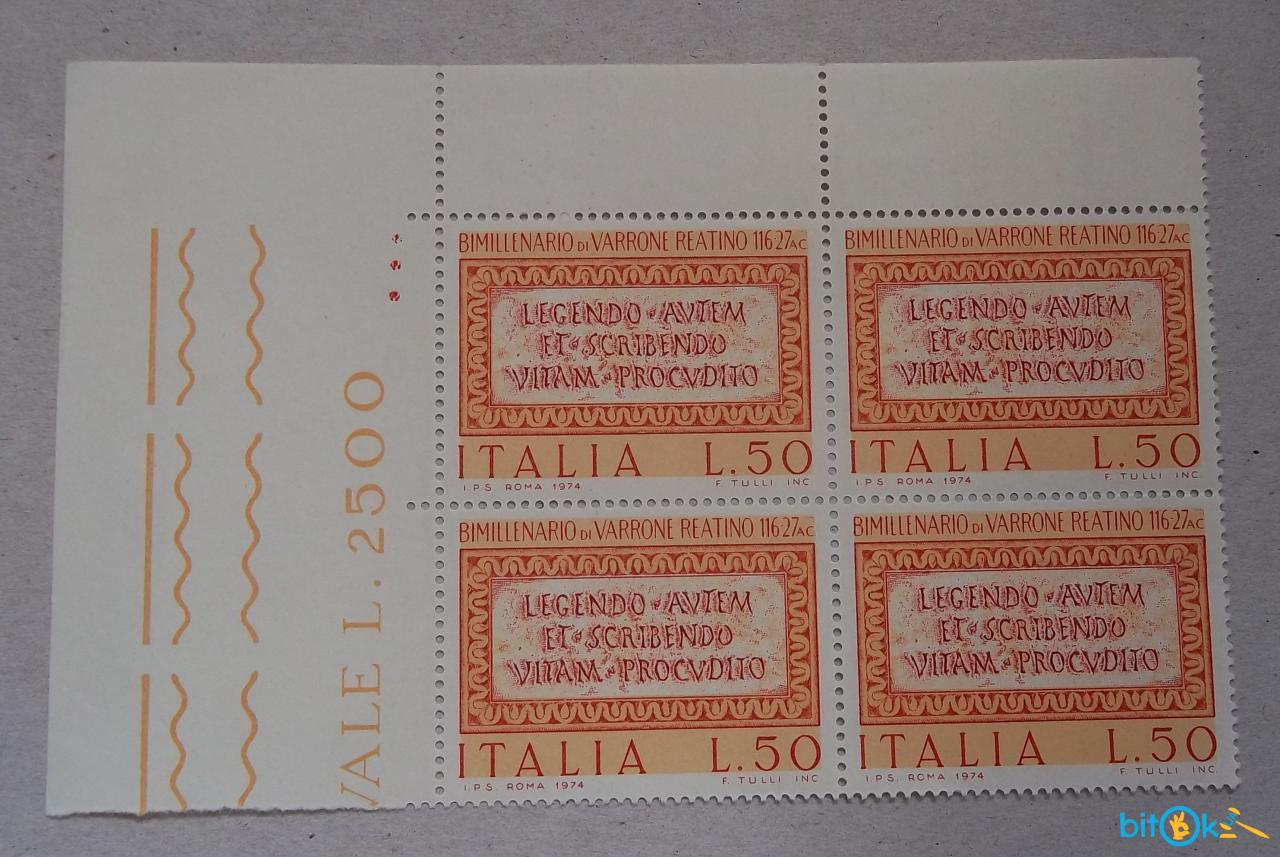 VALE L. 2500
BIMILLENARIO DI VARRONE REATINO 116·27 AC
LEGENDO · AVTEM
ET · SCRIBENDO
VITAM · PROCVDITO
ITALIA L.50
I.P.S. ROMA 1974 F. TULLI INC.
BIMILLENARIO DI VARRONE REATINO 116·27 AC
LEGENDO · AVTEM
ET · SCRIBENDO
VITAM · PROCVDITO
ITALIA L.50
I.P.S. ROMA 1974 F. TULLI INC.
BIMILLENARIO DI VARRONE REATINO 116·27 AC
LEGENDO · AVTEM
ET · SCRIBENDO
VITAM · PROCVDITO
ITALIA L.50
I.P.S. ROMA 1974 F. TULLI INC
BIMILLENARIO DI VARRONE REATINO 116·27 AC
LEGENDO · AVTEM
ET · SCRIBENDO
VITAM · PROCVDITO
ITALIA L.50
I.P.S. ROMA 1974 F. TULLI INC.
bitOk